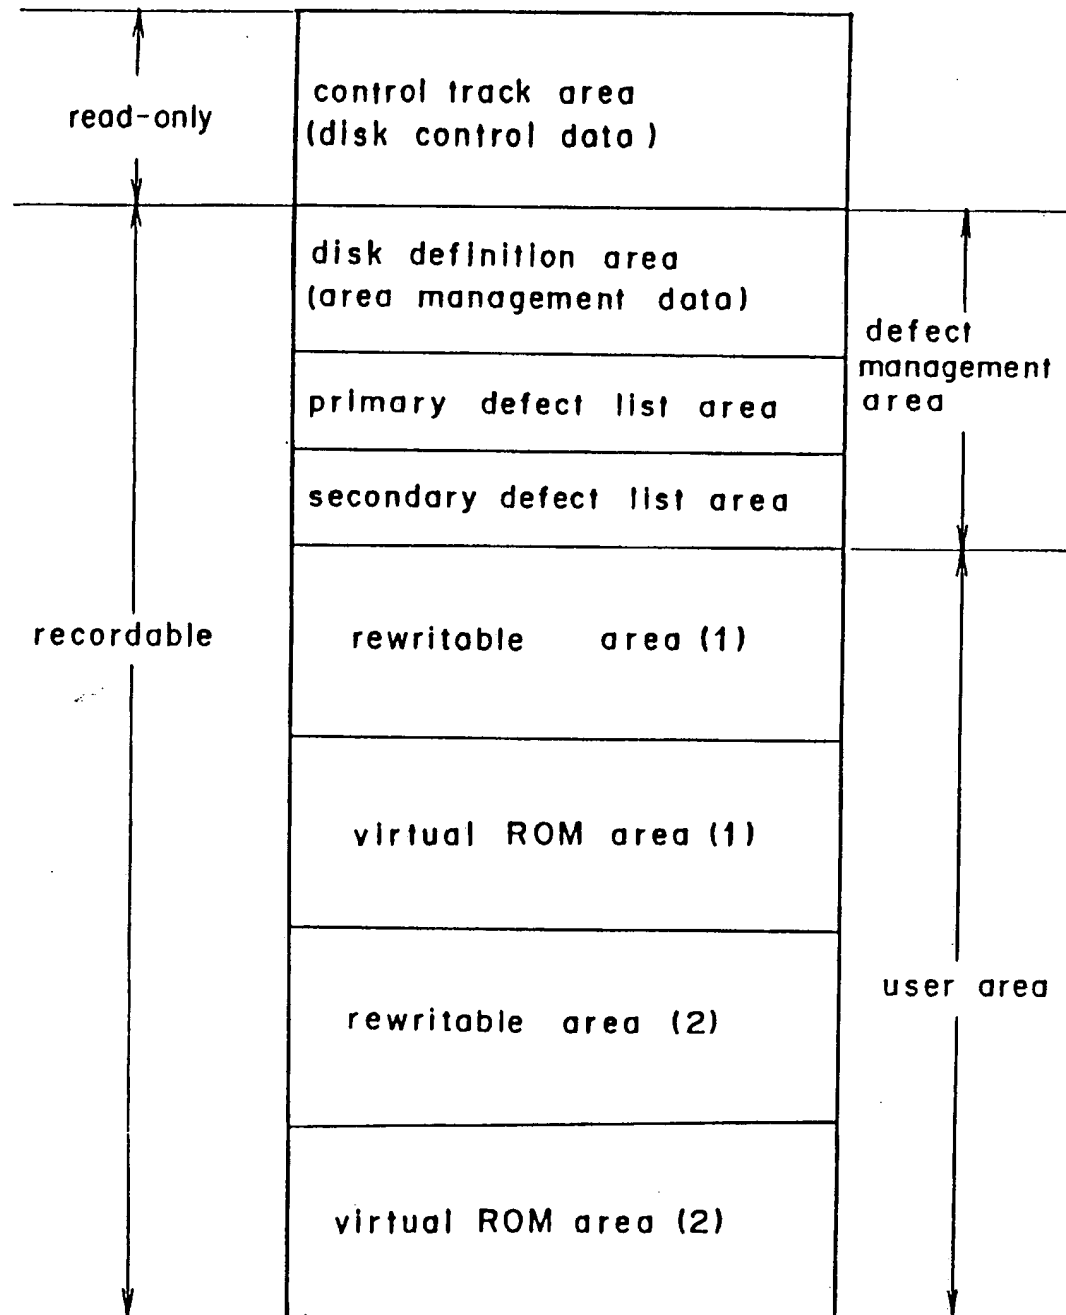 read-only
control track area
(disk control data)
disk definition area
(area management data)
defect
management
area
primary defect list area
secondary defect list area
recordable
rewritable area (1)
virtual ROM area (1)
user area
rewritable area (2)
virtual ROM area (2)